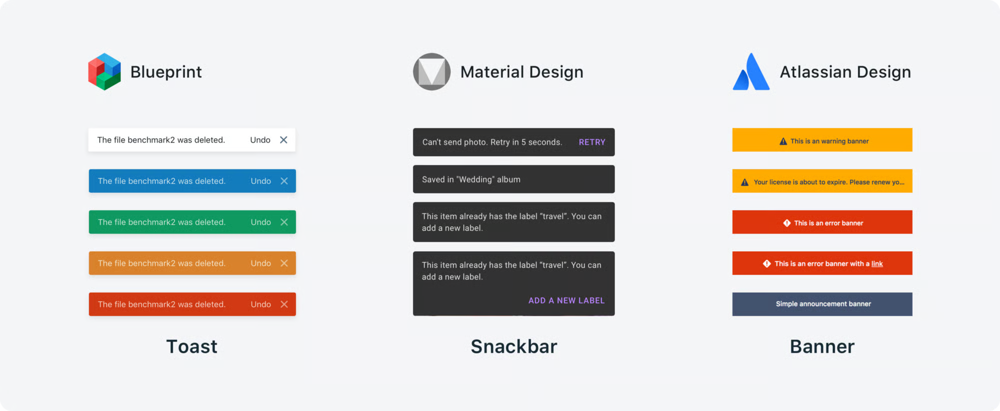 Blueprint
The file benchmark2 was deleted. Undo
The file benchmark2 was deleted. Undo
The file benchmark2 was deleted. Undo
The file benchmark2 was deleted. Undo
The file benchmark2 was deleted. Undo
Toast
Material Design
Can’t send photo. Retry in 5 seconds. RETRY
Saved in "Wedding" album
This item already has the label “travel”. You can
add a new label.
This item already has the label “travel”. You can
add a new label.
ADD A NEW LABEL
Snackbar
Atlassian Design
This is an warning banner
Your license is about to expire. Please renew yo...
This is an error banner
This is an error banner with a link
Simple announcement banner
Banner